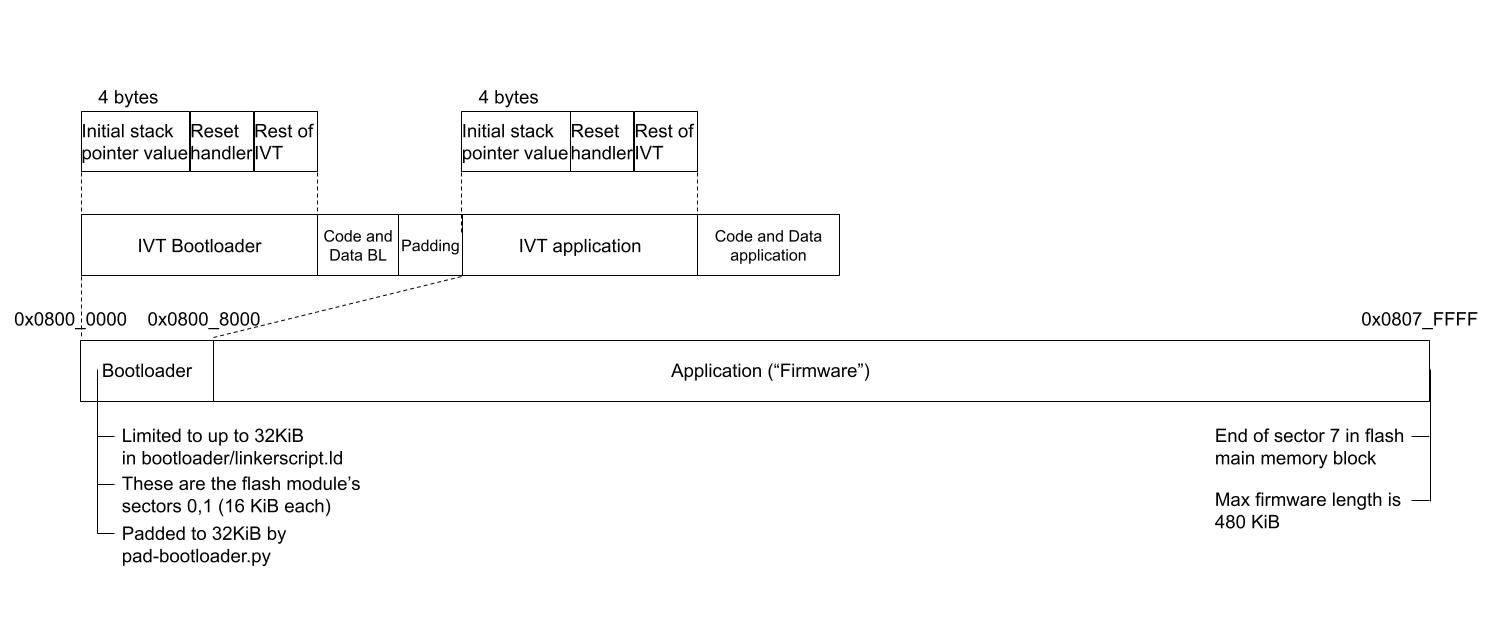 4 bytes
4 bytes
Initial stack
pointer value
Reset
handler
Rest of
IVT
Initial stack
pointer value
Reset
handler
Rest of
IVT
IVT Bootloader
Code and
Data BL
Padding
IVT application
Code and Data
application
0x0800_0000
0x0800_8000
0x0807_FFFF
Bootloader
Application (“Firmware”)
Limited to up to 32KiB
in bootloader/linkerscript.ld
These are the flash module’s
sectors 0,1 (16 KiB each)
Padded to 32KiB by
pad-bootloader.py
End of sector 7 in flash
main memory block
Max firmware length is
480 KiB